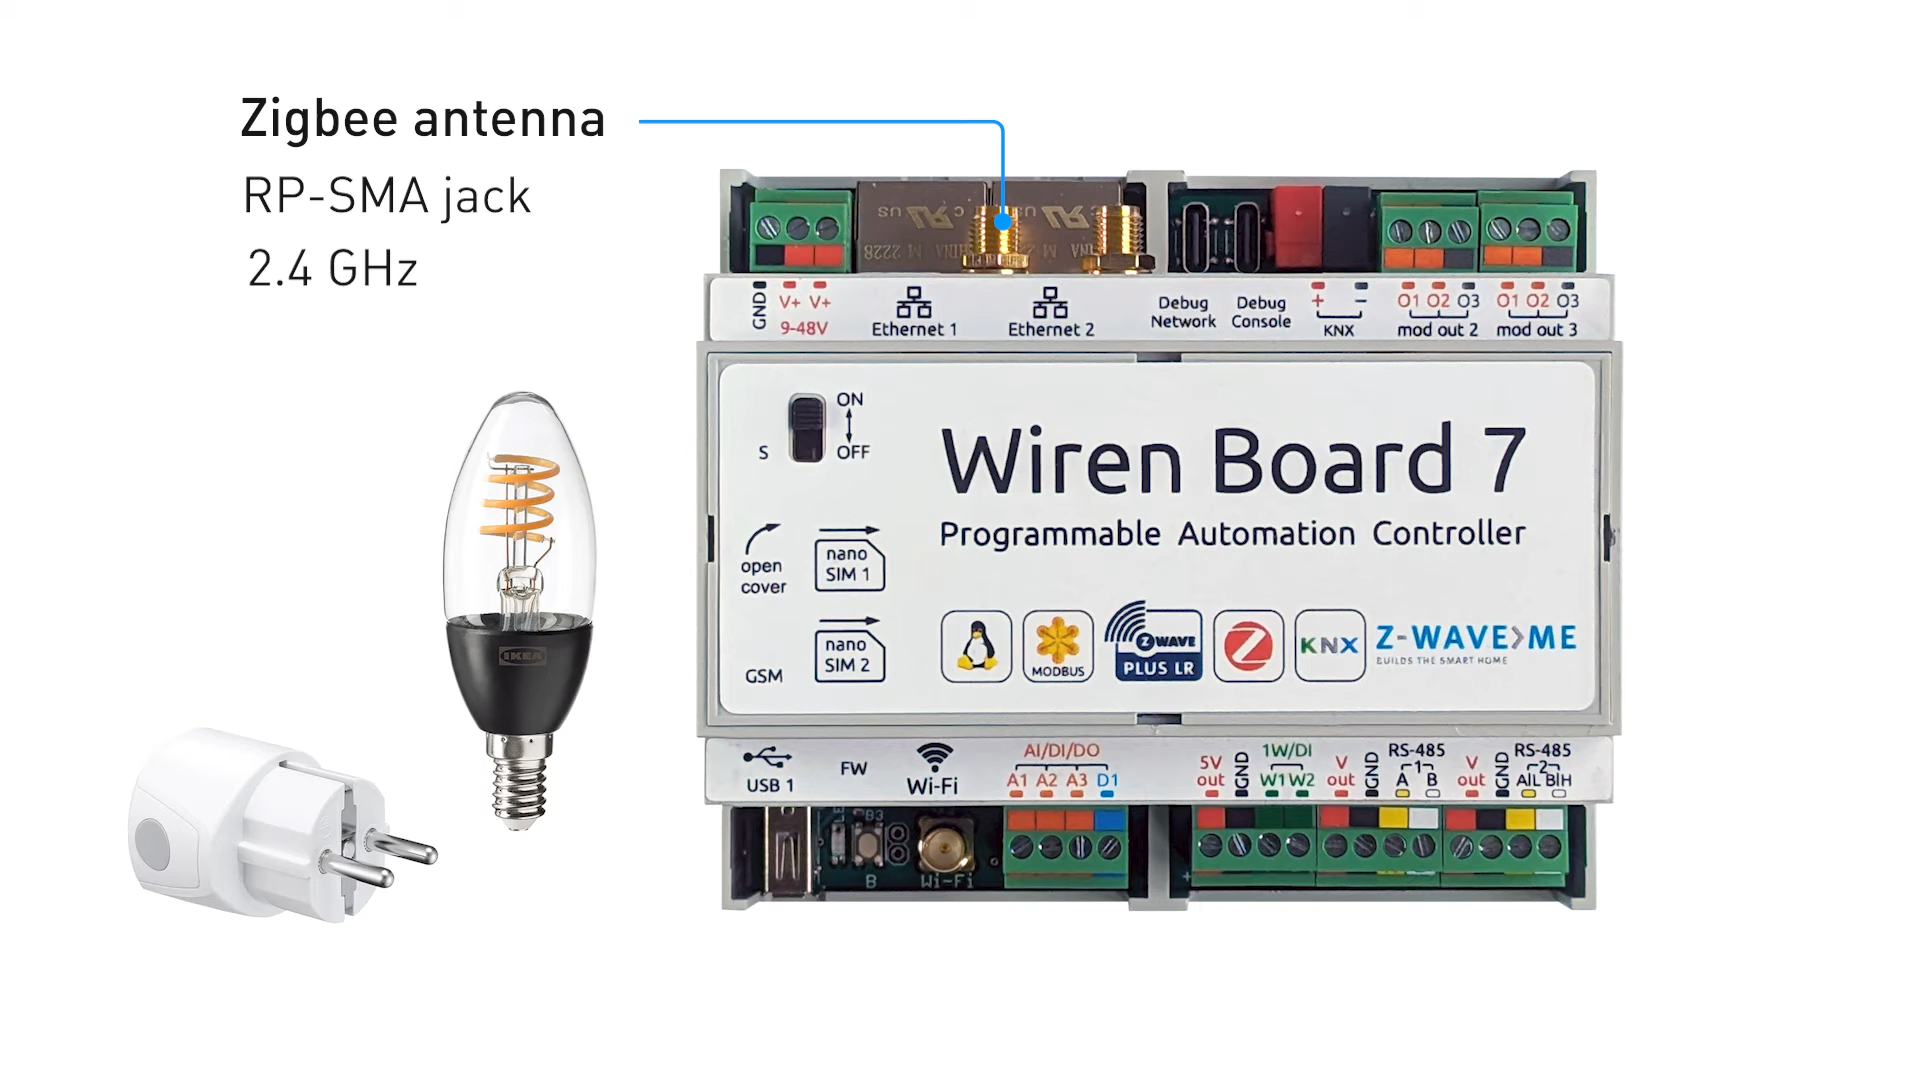 Zigbee antenna
RP-SMA jack
2.4 GHz
GND V+ V+
9-48V
Ethernet 1
Ethernet 2
Debug Network
Debug Console
+ −
KNX
O1 O2 O3
mod out 2
O1 O2 O3
mod out 3
S
ON
OFF
Wiren Board 7
Programmable Automation Controller
open
cover
nano
SIM 1
nano
SIM 2
GSM
MODBUS
Z WAVE
PLUS LR
KNX
Z-WAVE>ME
BUILDS THE SMART HOME
IKEA
USB 1
FW
Wi-Fi
AI/DI/DO
A1 A2 A3 D1
5V
out
GND
1W/DI
W1 W2
V
out
GND
RS-485
1
A B
V
out
GND
RS-485
2
A|L B|H
B
Wi-Fi